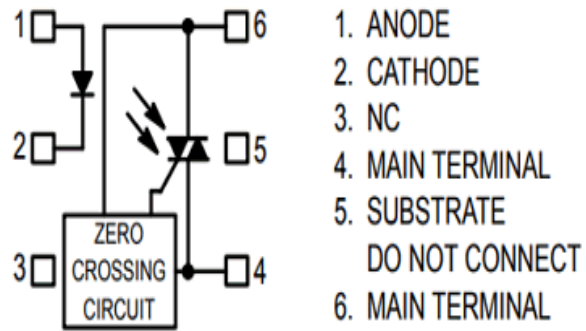 1
6
2
5
3
4
ZERO
CROSSING
CIRCUIT
1. ANODE
2. CATHODE
3. NC
4. MAIN TERMINAL
5. SUBSTRATE
DO NOT CONNECT
6. MAIN TERMINAL